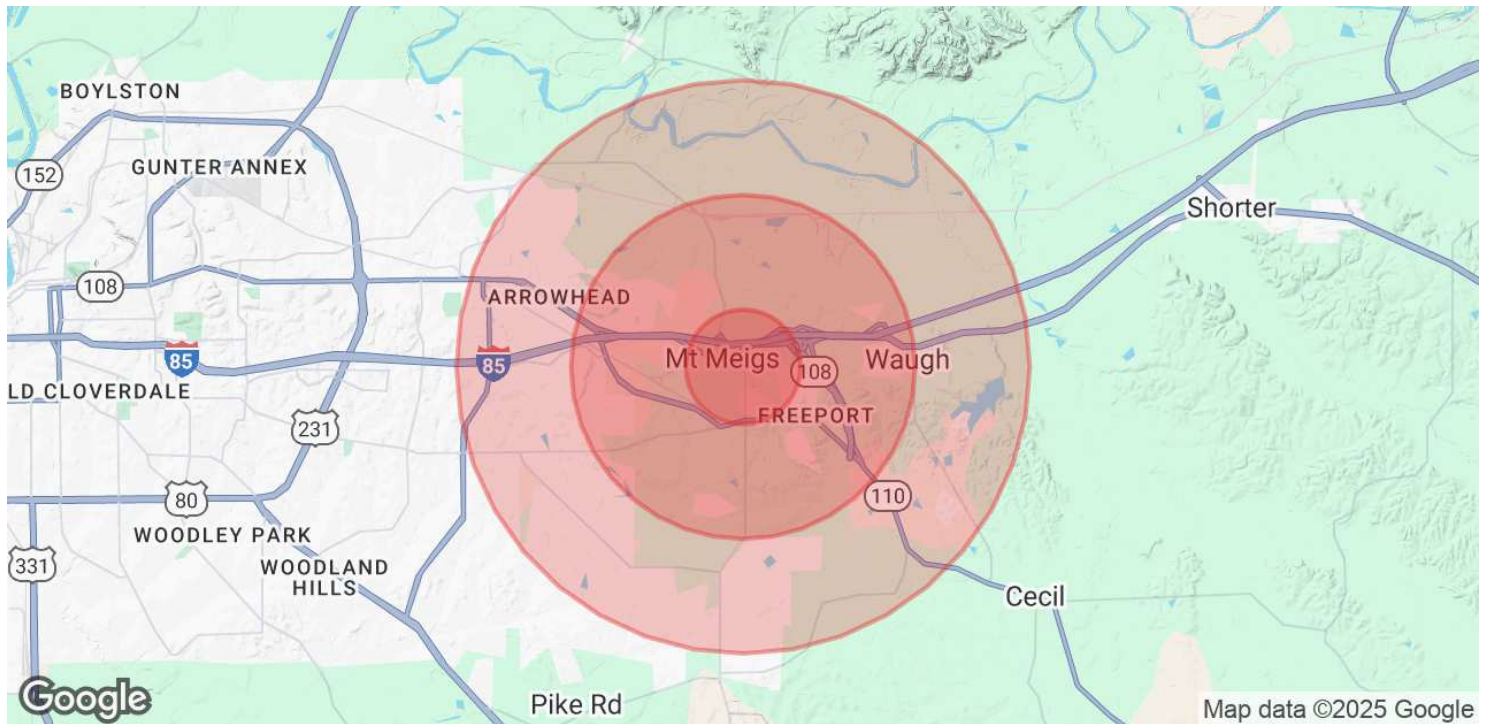 BOYLSTON
GUNTER ANNEX
152
Shorter
108
ARROWHEAD
85
85
Mt Meigs
108
Waugh
LD CLOVERDALE
FREEPORT
231
80
110
WOODLEY PARK
331
WOODLAND
HILLS
Cecil
Google
Pike Rd
Map data ©2025 Google